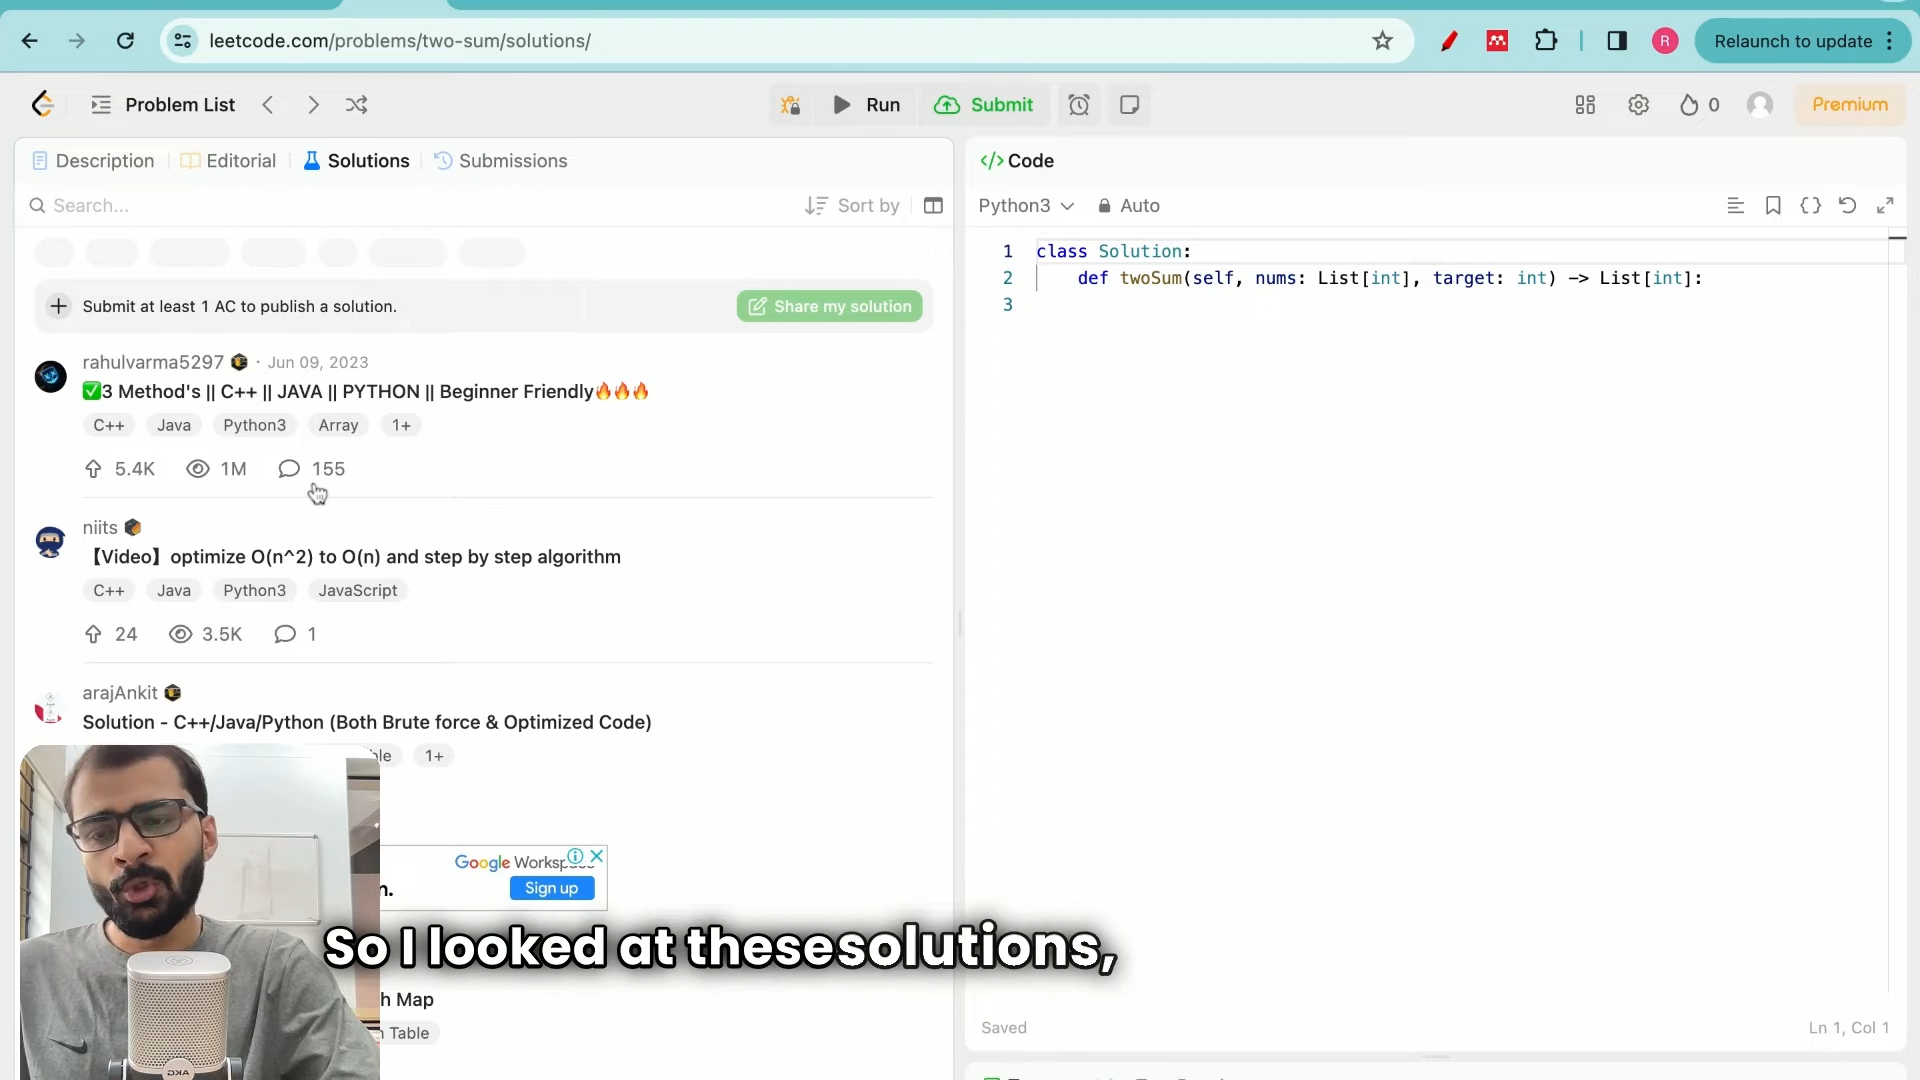 leetcode.com/problems/two-sum/solutions/
R
Relaunch to update
Problem List
Run
Submit
0
Premium
Description
Editorial
Solutions
Submissions
Search...
Sort by
Submit at least 1 AC to publish a solution.
Share my solution
rahulvarma5297 · Jun 09, 2023
✅3 Method's || C++ || JAVA || PYTHON || Beginner Friendly🔥🔥🔥
C++ Java Python3 Array 1+
5.4K 1M 155
niits
【Video】optimize O(n^2) to O(n) and step by step algorithm
C++ Java Python3 JavaScript
24 3.5K 1
arajAnkit
Solution - C++/Java/Python (Both Brute force & Optimized Code)
1+
Google
Sign up
So I looked at thesesolutions,
Map
Table
AKG
</> Code
Python3 Auto
1 class Solution:
2 def twoSum(self, nums: List[int], target: int) -> List[int]:
3
Saved
Ln 1, Col 1